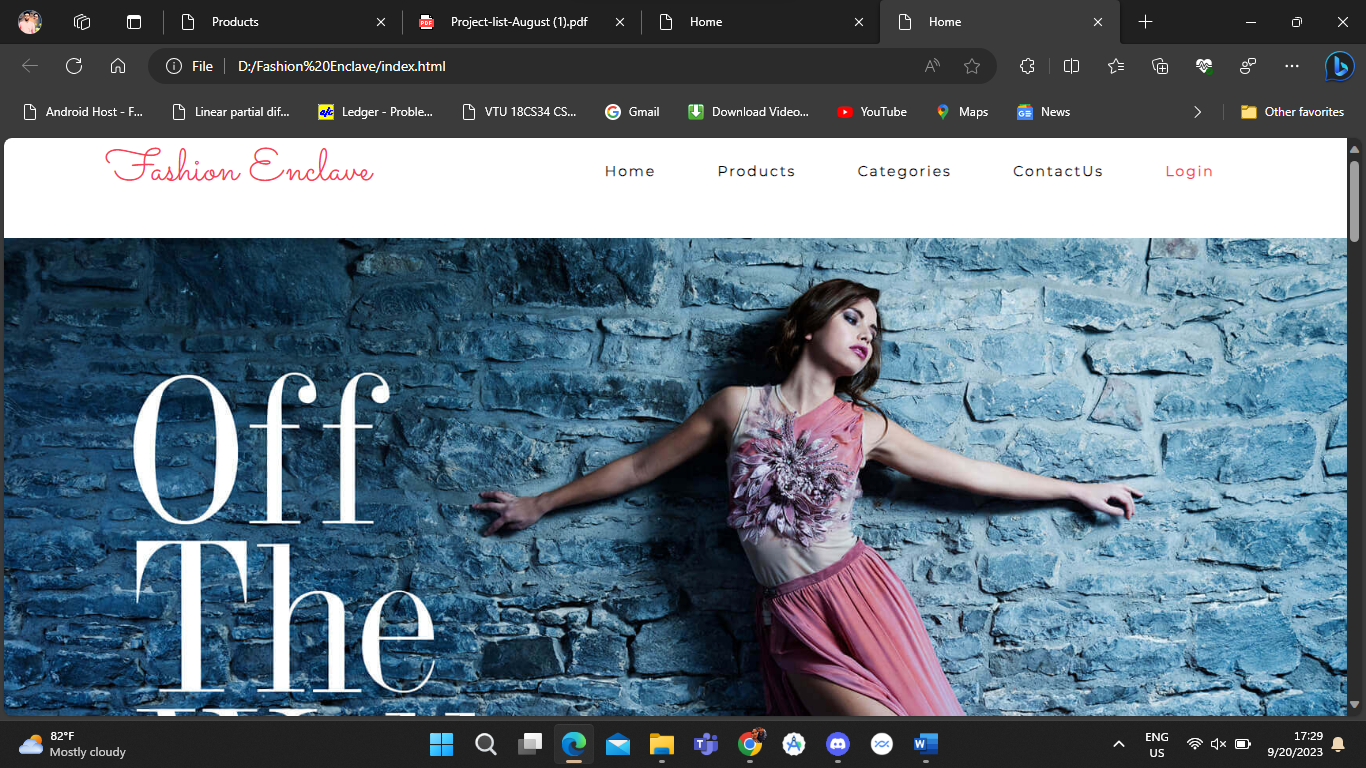 Products
Project-list-August (1).pdf
Home
Home
File
D:/Fashion%20Enclave/index.html
Android Host - F...
Linear partial dif...
Ledger - Proble...
VTU 18CS34 CS...
Gmail
Download Video...
YouTube
Maps
News
Other favorites
Fashion Enclave
Home
Products
Categories
ContactUs
Login
Off
The
82°F
Mostly cloudy
ENG
US
17:29
9/20/2023